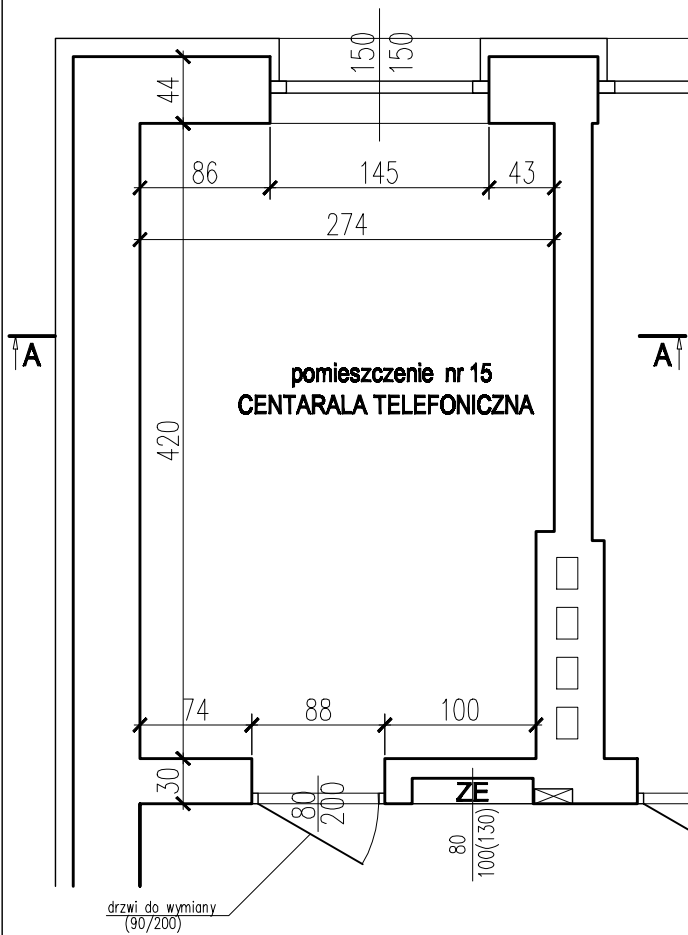 150
150
44
86
145
43
274
A
A
pomieszczenie nr 15
CENTARALA TELEFONICZNA
420
74
88
100
30
80
200
ZE
80
100(130)
drzwi do wymiany
(90/200)